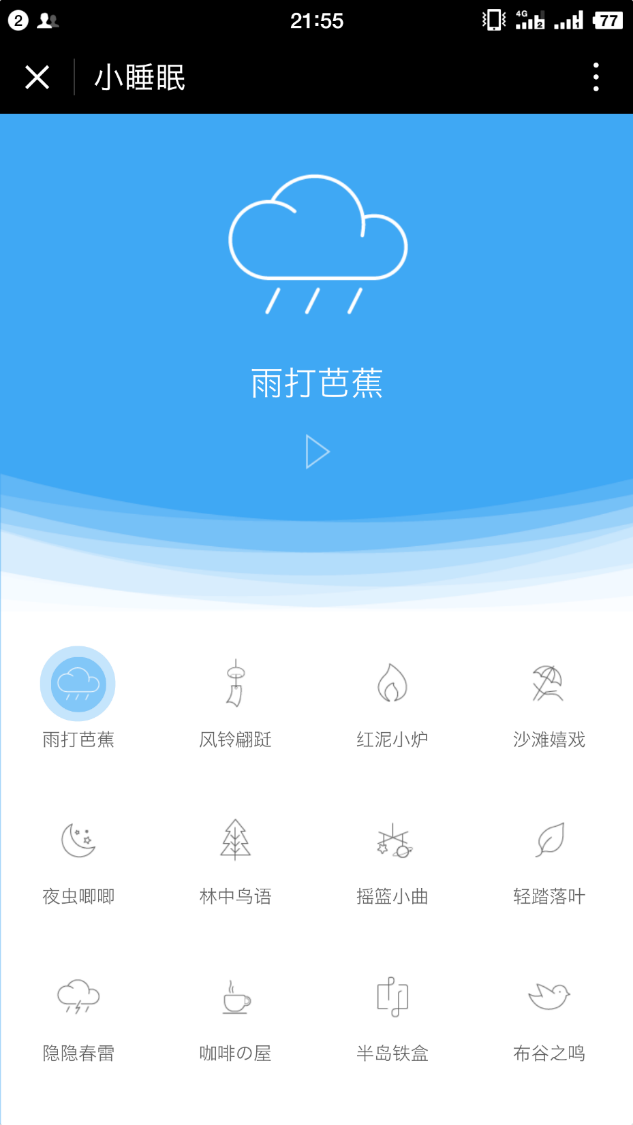 2
21:55
4G
2
77
小睡眠
雨打芭蕉
雨打芭蕉
风铃翩跹
红泥小炉
沙滩嬉戏
夜虫唧唧
林中鸟语
摇篮小曲
轻踏落叶
隐隐春雷
咖啡の屋
半岛铁盒
布谷之鸣